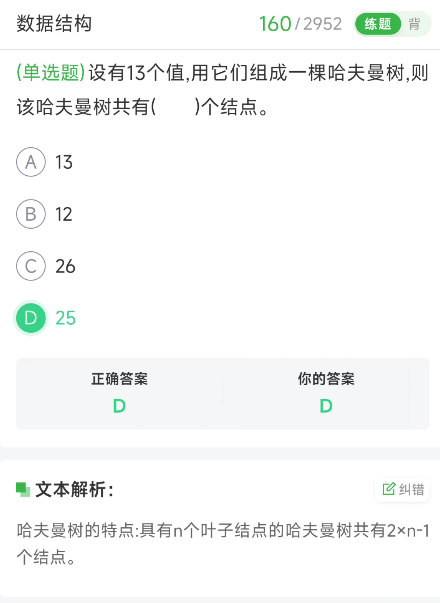 数据结构 160/2952 练题 背
(单选题)设有13个值,用它们组成一棵哈夫曼树,则
该哈夫曼树共有( )个结点。
A 13
B 12
C 26
D 25
正确答案 你的答案
D D
文本解析: 纠错
哈夫曼树的特点:具有n个叶子结点的哈夫曼树共有2×n-1
个结点。